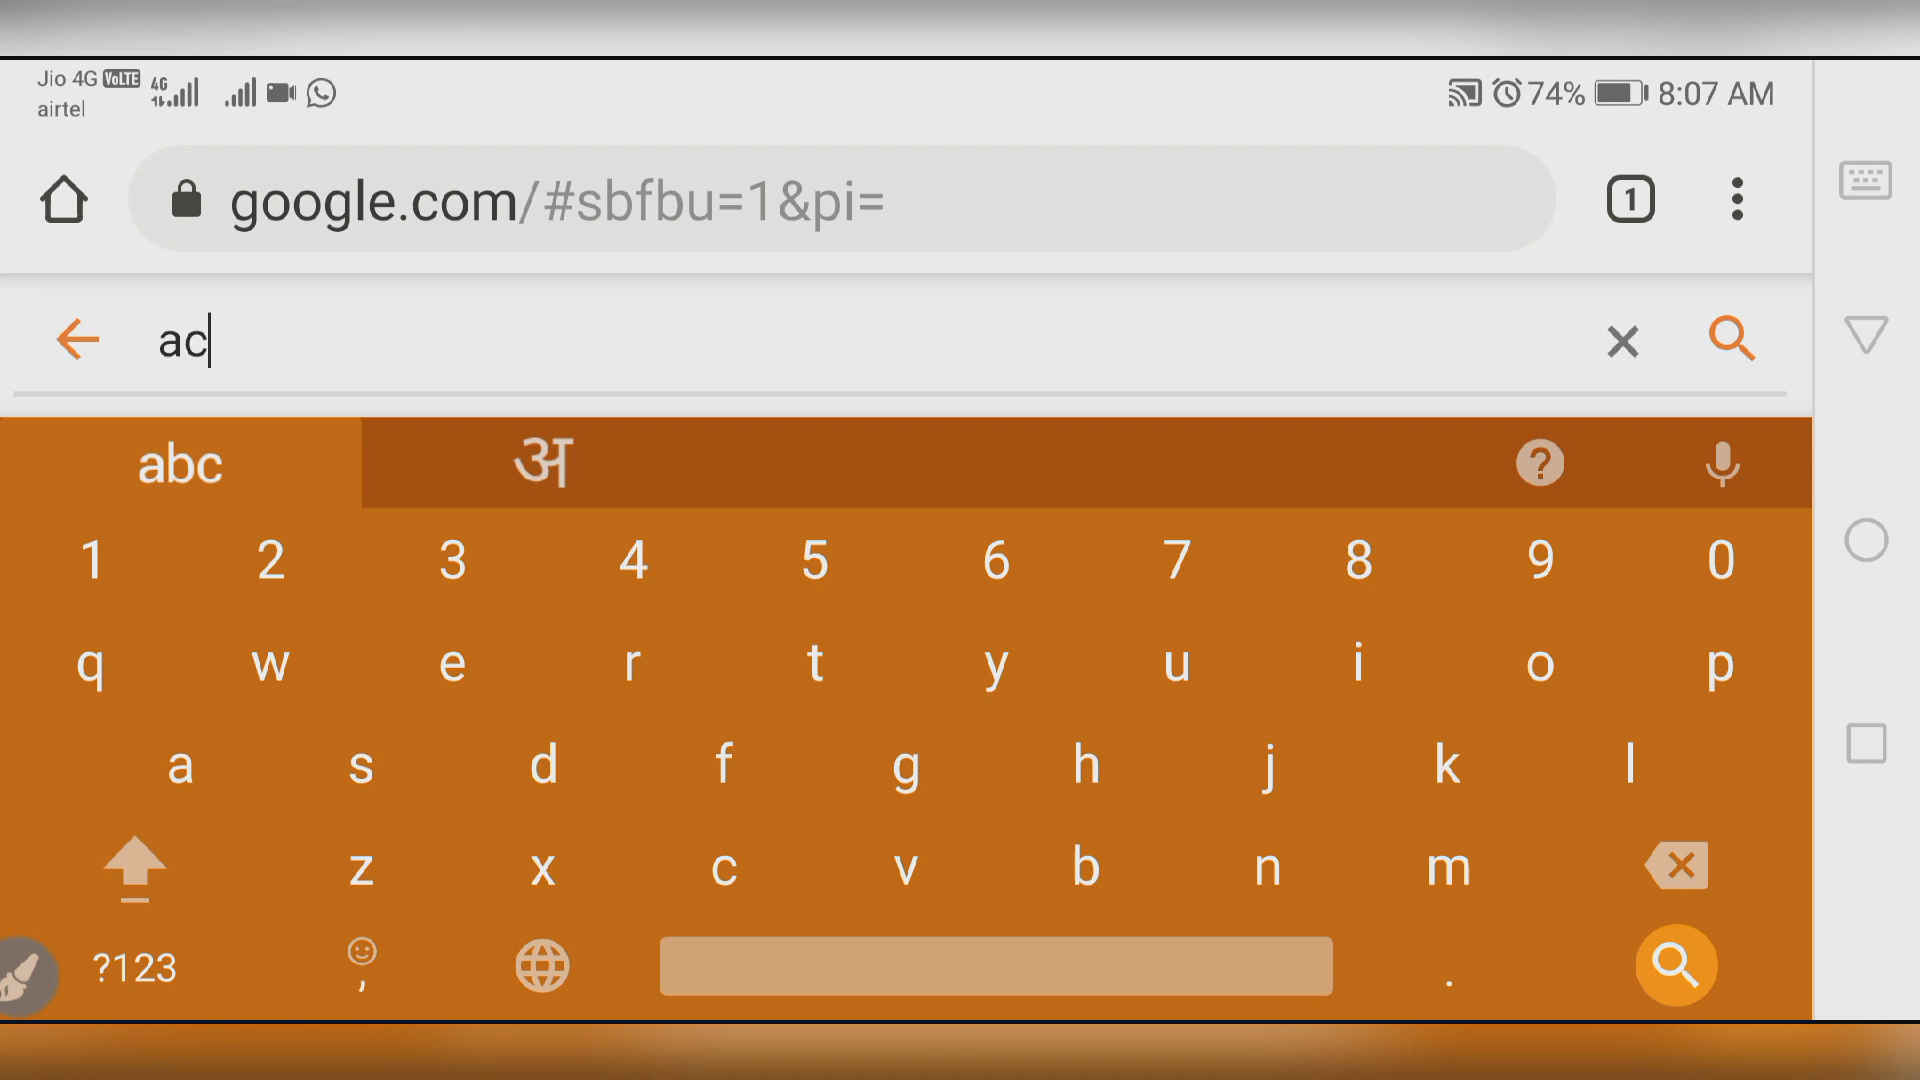 Jio 4G VoLTE 4G 74% 8:07 AM
airtel
google.com/#sbfbu=1&pi= 1
ac
abc अ ?
1 2 3 4 5 6 7 8 9 0
q w e r t y u i o p
a s d f g h j k l
z x c v b n m
?123 , .